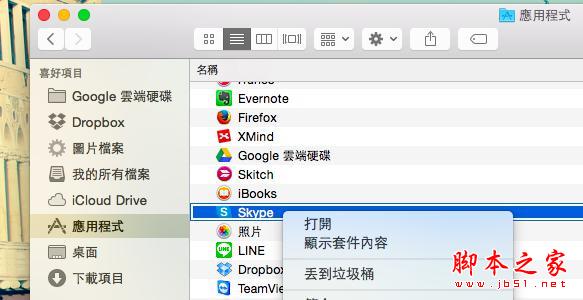 應用程式
喜好項目
Google 雲端硬碟
Dropbox
圖片檔案
我的所有檔案
iCloud Drive
應用程式
桌面
下載項目
名稱
iTunes
Evernote
Firefox
XMind
Google 雲端硬碟
Skitch
iBooks
Skype
照片
LINE
Dropbo
TeamVie
打開
顯示套件內容
丟到垃圾桶
脚本之家
www.jb51.net